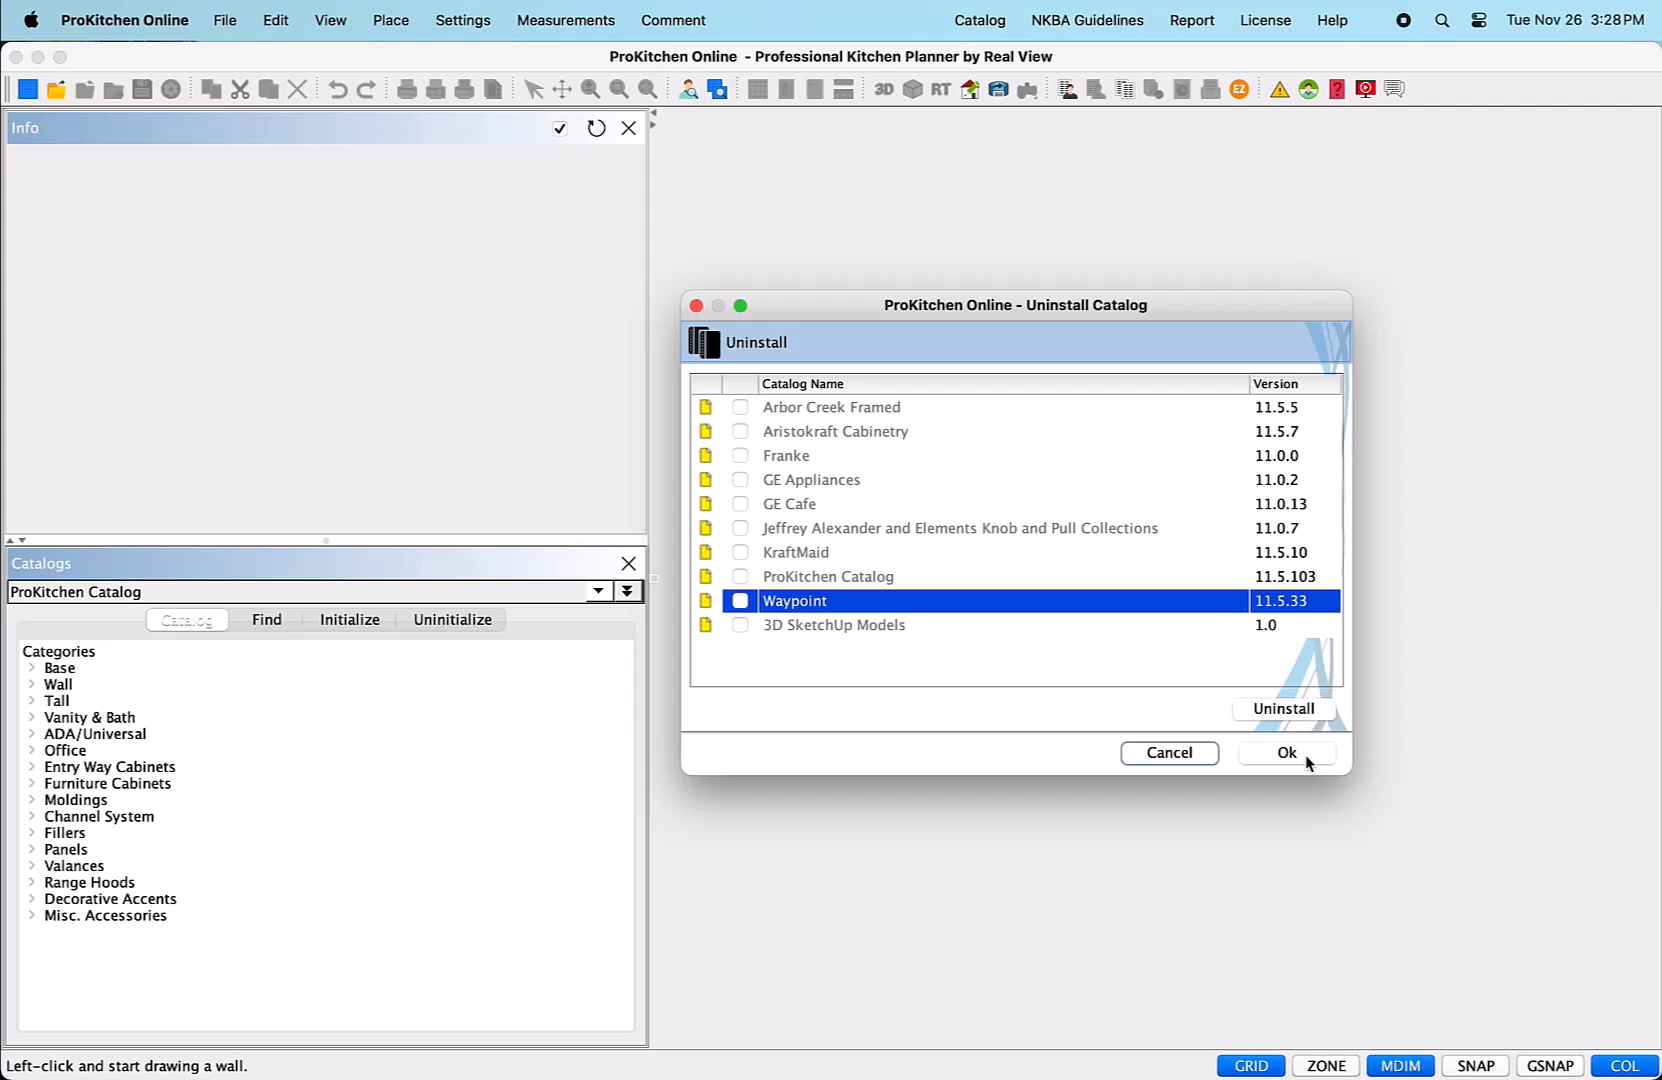 ProKitchen Online File Edit View Place Settings Measurements Comment Catalog NKBA Guidelines Report License Help Tue Nov 26 3:28PM
ProKitchen Online - Professional Kitchen Planner by Real View
3D RT 360 EZ ?
Info
ProKitchen Online - Uninstall Catalog
Uninstall
Catalog Name Version
Arbor Creek Framed 11.5.5
Aristokraft Cabinetry 11.5.7
Franke 11.0.0
GE Appliances 11.0.2
GE Cafe 11.0.13
Jeffrey Alexander and Elements Knob and Pull Collections 11.0.7
KraftMaid 11.5.10
ProKitchen Catalog 11.5.103
Waypoint 11.5.33
3D SketchUp Models 1.0
Uninstall
Cancel Ok
Catalogs
ProKitchen Catalog
Catalog Find Initialize Uninitialize
Categories
Base
Wall
Tall
Vanity & Bath
ADA/Universal
Office
Entry Way Cabinets
Furniture Cabinets
Moldings
Channel System
Fillers
Panels
Valances
Range Hoods
Decorative Accents
Misc. Accessories
Left-click and start drawing a wall.
GRID ZONE MDIM SNAP GSNAP COL